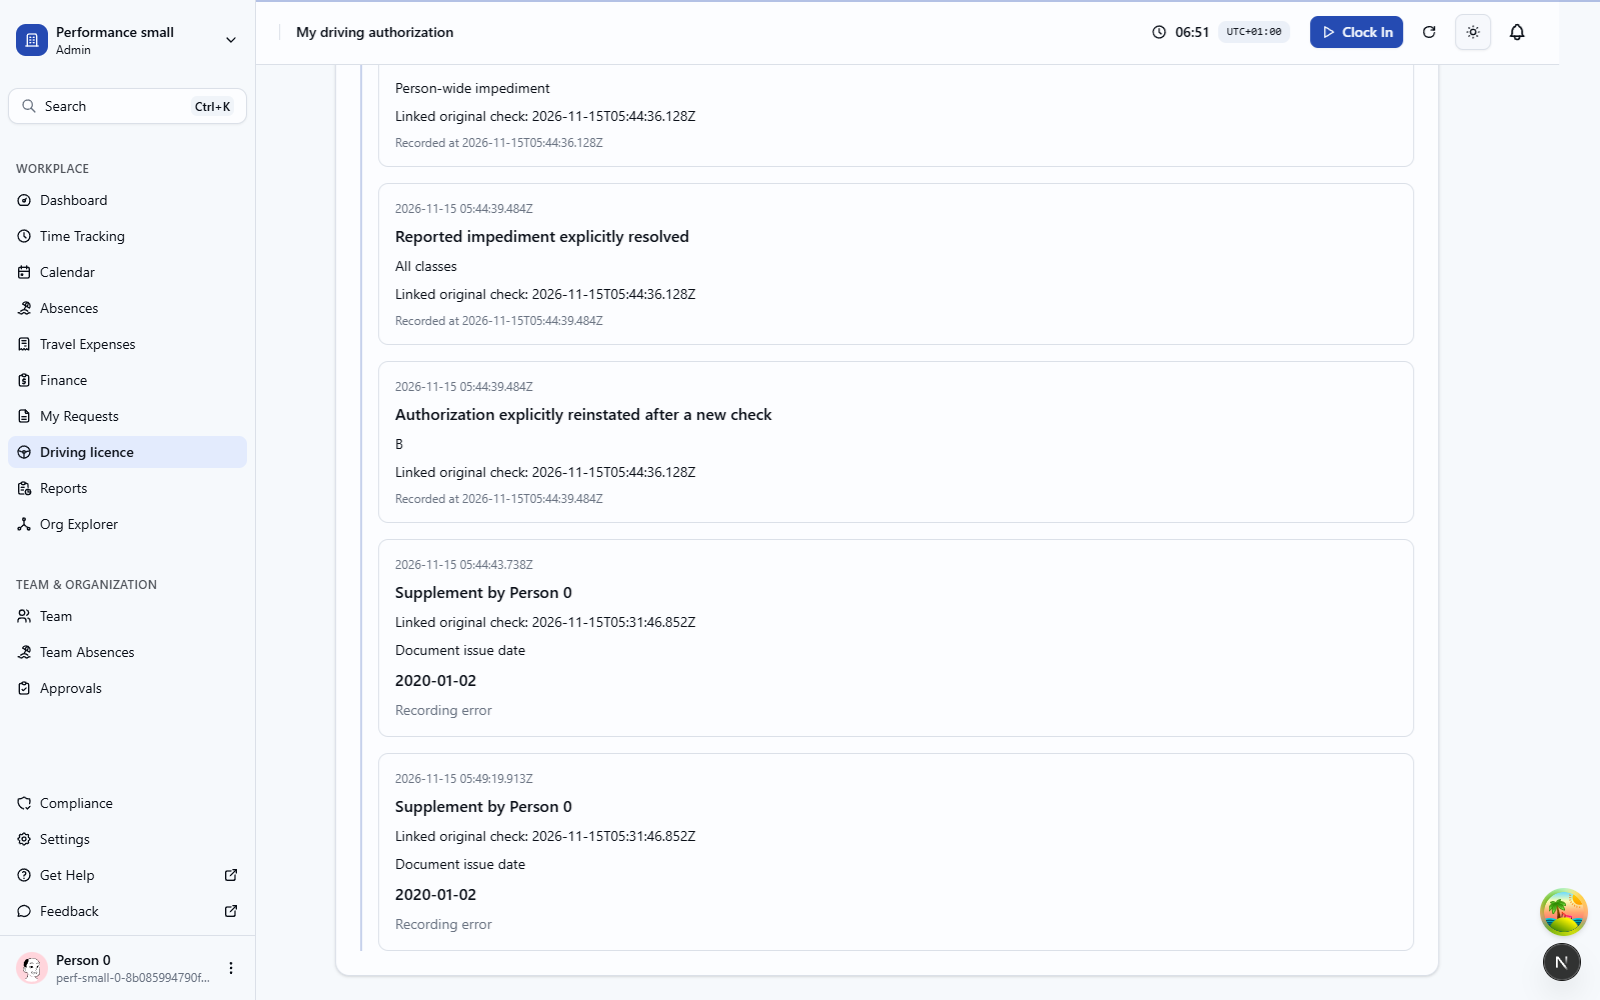 Performance small
Admin
Search
Ctrl+K
WORKPLACE
Dashboard
Time Tracking
Calendar
Absences
Travel Expenses
Finance
My Requests
Driving licence
Reports
Org Explorer
TEAM & ORGANIZATION
Team
Team Absences
Approvals
Compliance
Settings
Get Help
Feedback
Person 0
perf-small-0-8b085994790f...
My driving authorization
06:51
UTC+01:00
Clock In
Person-wide impediment
Linked original check: 2026-11-15T05:44:36.128Z
Recorded at 2026-11-15T05:44:36.128Z
2026-11-15 05:44:39.484Z
Reported impediment explicitly resolved
All classes
Linked original check: 2026-11-15T05:44:36.128Z
Recorded at 2026-11-15T05:44:39.484Z
2026-11-15 05:44:39.484Z
Authorization explicitly reinstated after a new check
B
Linked original check: 2026-11-15T05:44:36.128Z
Recorded at 2026-11-15T05:44:39.484Z
2026-11-15 05:44:43.738Z
Supplement by Person 0
Linked original check: 2026-11-15T05:31:46.852Z
Document issue date
2020-01-02
Recording error
2026-11-15 05:49:19.913Z
Supplement by Person 0
Linked original check: 2026-11-15T05:31:46.852Z
Document issue date
2020-01-02
Recording error
N